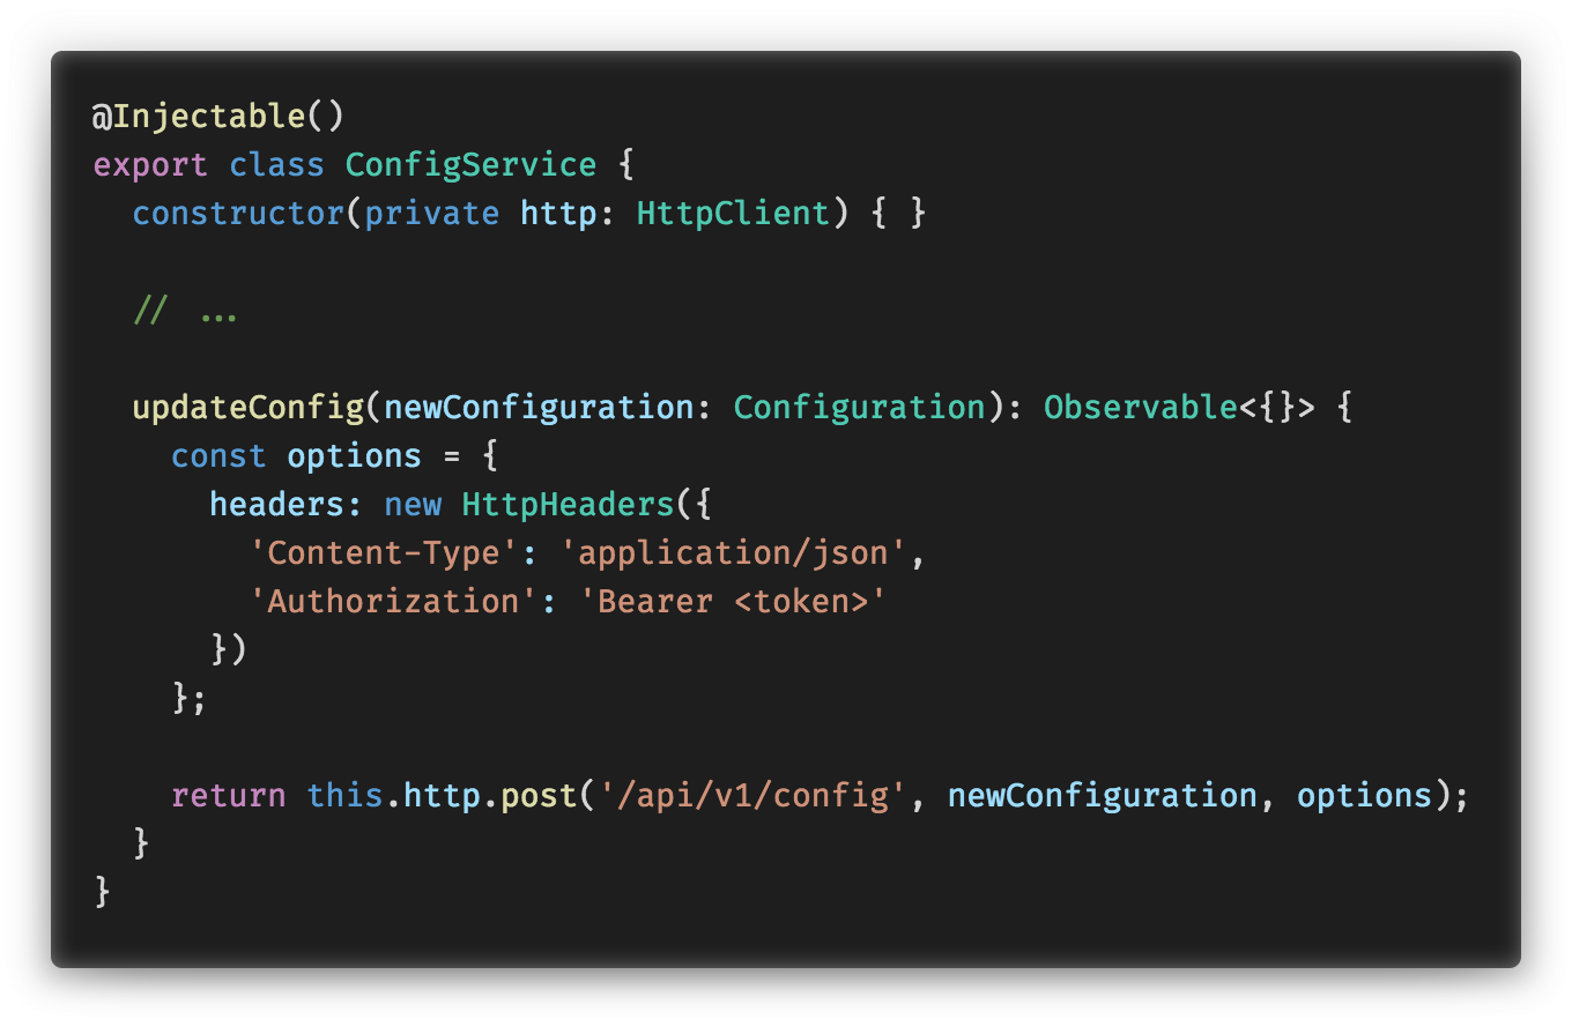 @Injectable()
export class ConfigService {
  constructor(private http: HttpClient) { }

  // ...

  updateConfig(newConfiguration: Configuration): Observable<{}> {
    const options = {
      headers: new HttpHeaders({
        'Content-Type': 'application/json',
        'Authorization': 'Bearer <token>'
      })
    };

    return this.http.post('/api/v1/config', newConfiguration, options);
  }
}